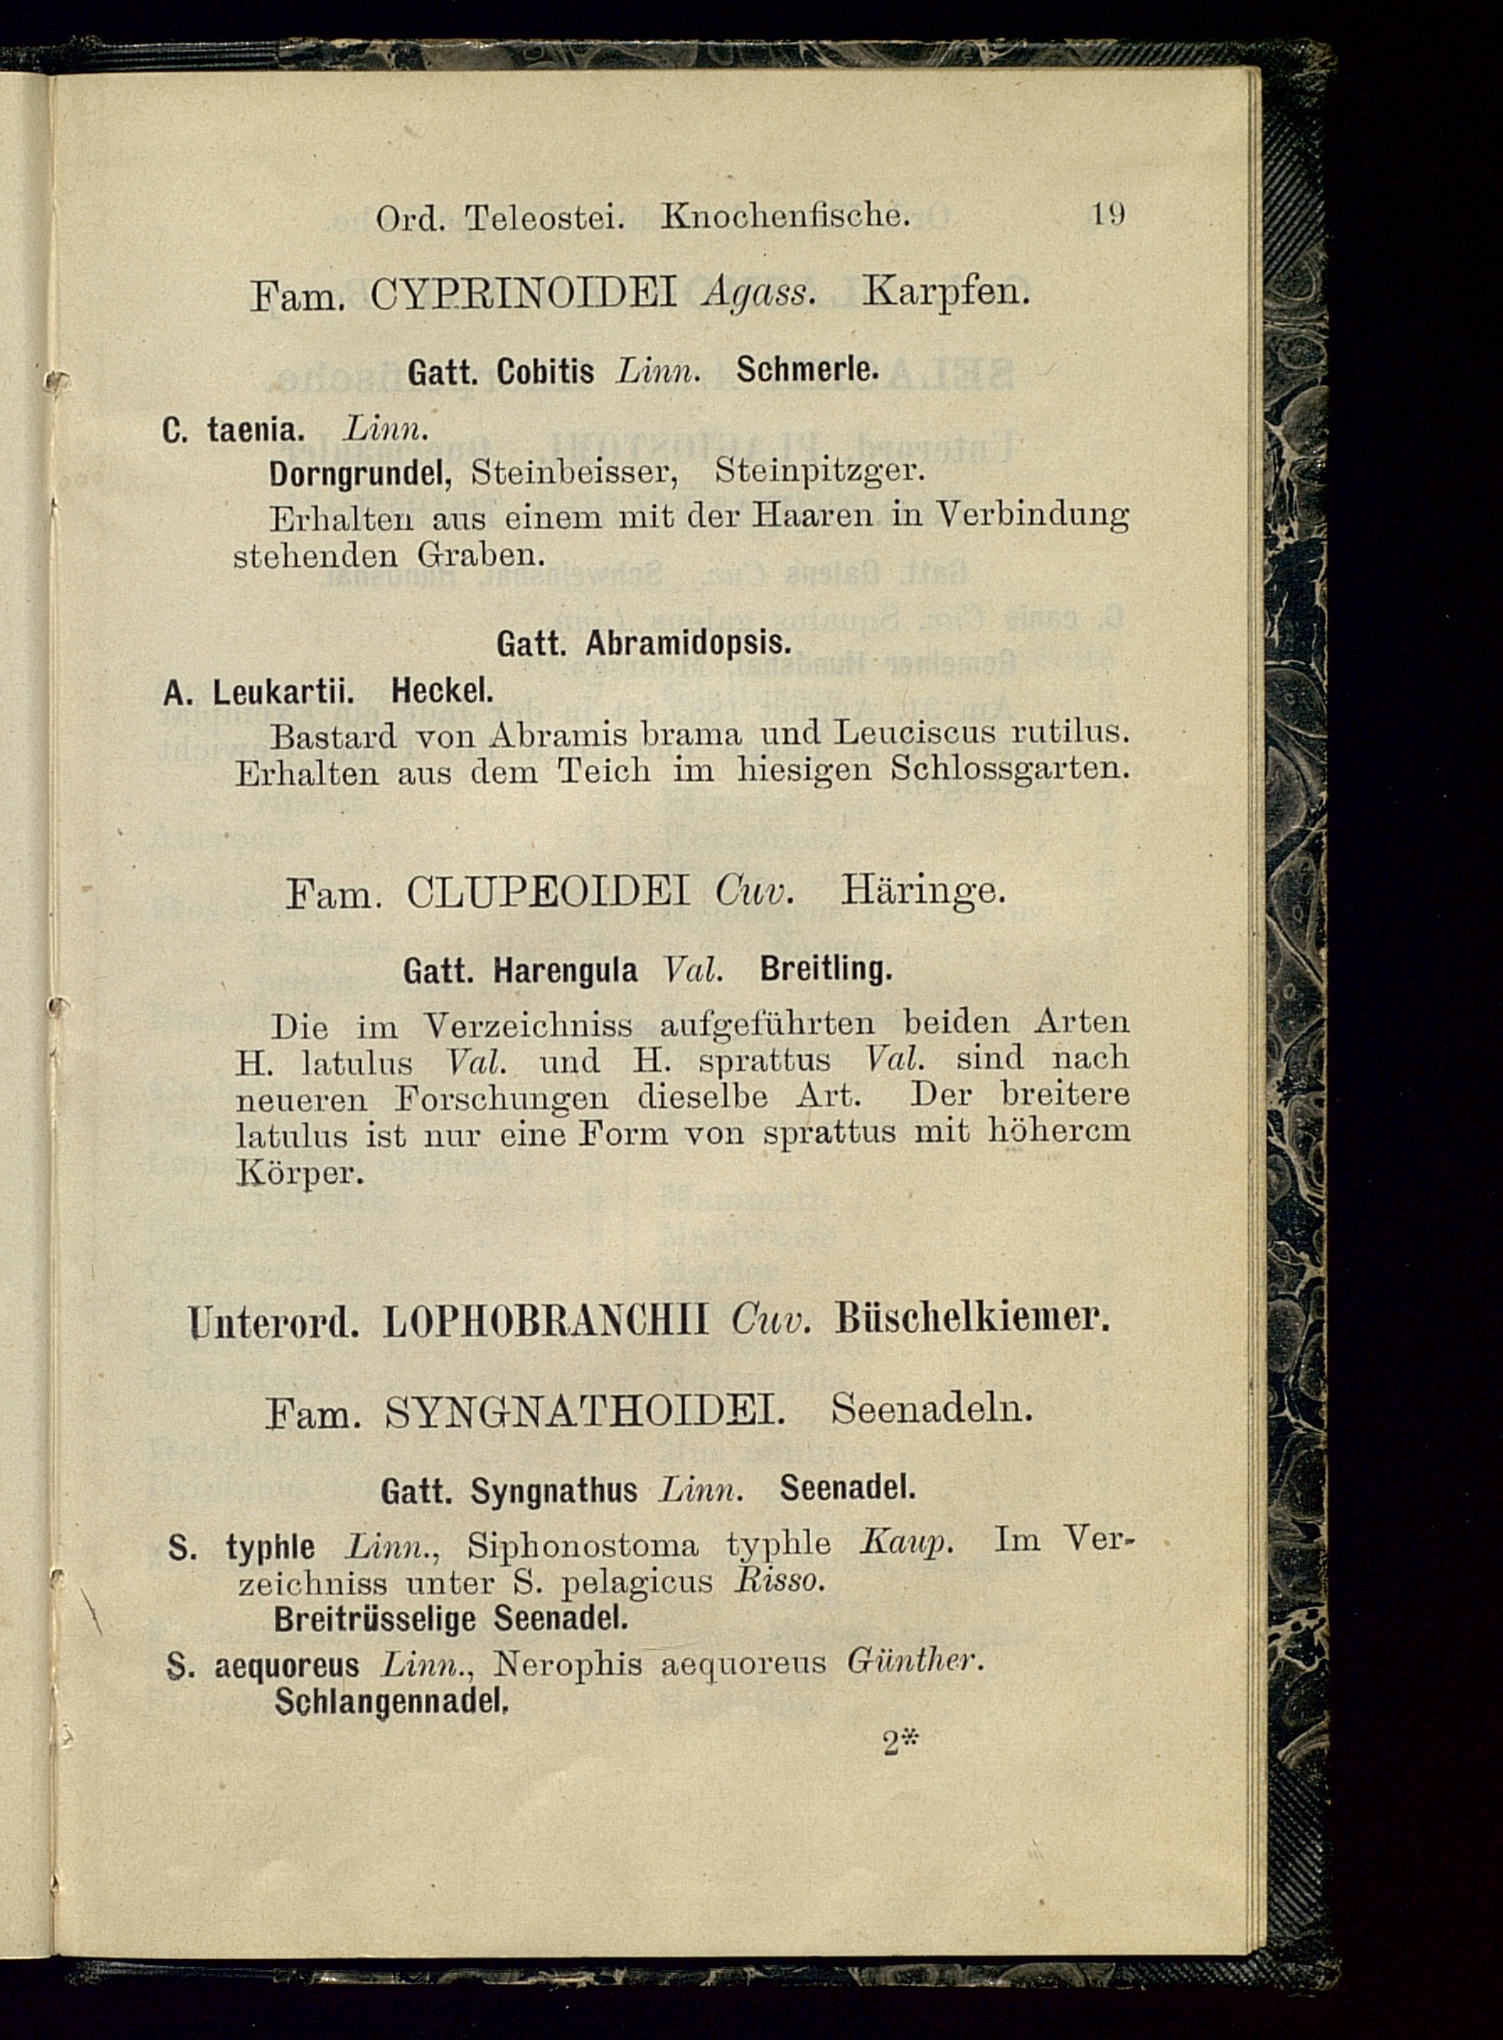 Ord. Teleostei. Knochenfische. 19
Fam. CYPRINOIDEI Agass. Karpfen.
Gatt. Cobitis Linn. Schmerle.
C. taenia. Linn.
Dorngrundel, Steinbeisser, Steinpitzger.
Erhalten aus einem mit der Haaren in Verbindung
stehenden Graben.
Gatt. Abramidopsis.
A. Leukartii. Heckel.
Bastard von Abramis brama und Leuciscus rutilus.
Erhalten aus dem Teich im hiesigen Schlossgarten.
Fam. CLUPEOIDEI Cuv. Häringe.
Gatt. Harengula Val. Breitling.
Die im Verzeichniss aufgeführten beiden Arten
H. latulus Val. und H. sprattus Val. sind nach
neueren Forschungen dieselbe Art. Der breitere
latulus ist nur eine Form von sprattus mit höherem
Körper.
Unterord. LOPHOBRANCHII Cuv. Büschelkiemer.
Fam. SYNGNATHOIDEI. Seenadeln.
Gatt. Syngnathus Linn. Seenadel.
S. typhle Linn., Siphonostoma typhle Kaup. Im Ver-
zeichniss unter S. pelagicus Risso.
Breitrüsselige Seenadel.
S. aequoreus Linn., Nerophis aequoreus Günther.
Schlangennadel.
2*